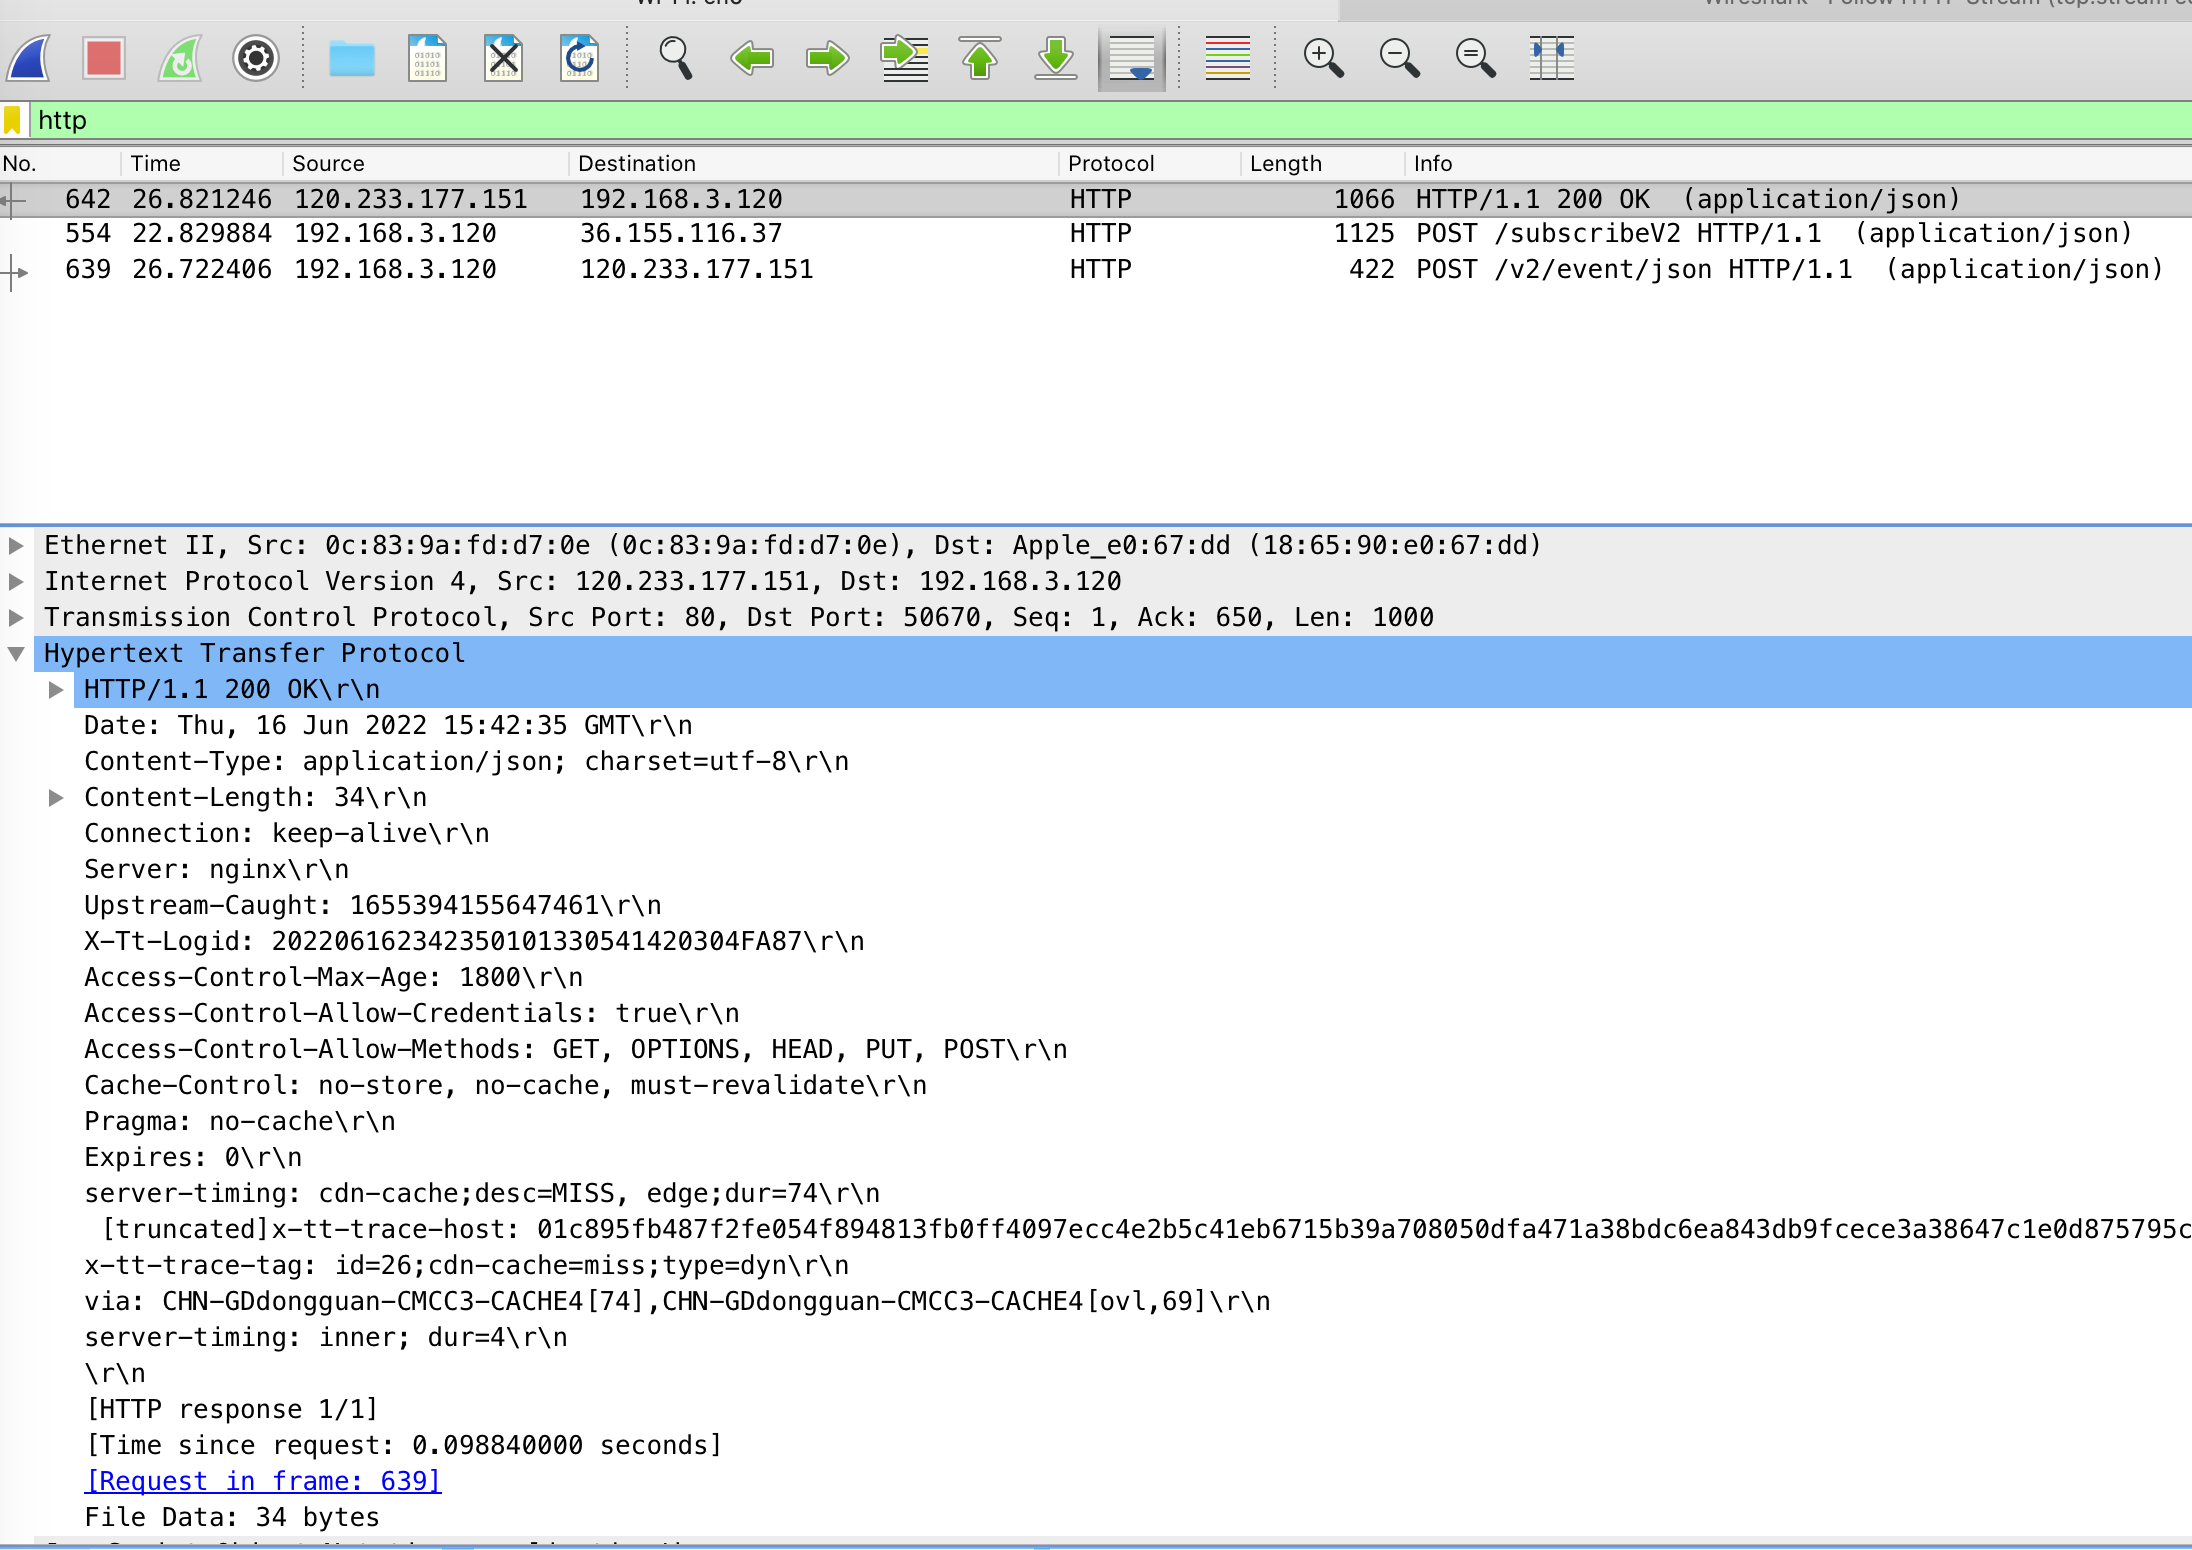 http
No. Time Source Destination Protocol Length Info
642 26.821246 120.233.177.151 192.168.3.120 HTTP 1066 HTTP/1.1 200 OK (application/json)
554 22.829884 192.168.3.120 36.155.116.37 HTTP 1125 POST /subscribeV2 HTTP/1.1 (application/json)
639 26.722406 192.168.3.120 120.233.177.151 HTTP 422 POST /v2/event/json HTTP/1.1 (application/json)
Ethernet II, Src: 0c:83:9a:fd:d7:0e (0c:83:9a:fd:d7:0e), Dst: Apple_e0:67:dd (18:65:90:e0:67:dd)
Internet Protocol Version 4, Src: 120.233.177.151, Dst: 192.168.3.120
Transmission Control Protocol, Src Port: 80, Dst Port: 50670, Seq: 1, Ack: 650, Len: 1000
Hypertext Transfer Protocol
HTTP/1.1 200 OK\r\n
Date: Thu, 16 Jun 2022 15:42:35 GMT\r\n
Content-Type: application/json; charset=utf-8\r\n
Content-Length: 34\r\n
Connection: keep-alive\r\n
Server: nginx\r\n
Upstream-Caught: 1655394155647461\r\n
X-Tt-Logid: 202206162342350101330541420304FA87\r\n
Access-Control-Max-Age: 1800\r\n
Access-Control-Allow-Credentials: true\r\n
Access-Control-Allow-Methods: GET, OPTIONS, HEAD, PUT, POST\r\n
Cache-Control: no-store, no-cache, must-revalidate\r\n
Pragma: no-cache\r\n
Expires: 0\r\n
server-timing: cdn-cache;desc=MISS, edge;dur=74\r\n
[truncated]x-tt-trace-host: 01c895fb487f2fe054f894813fb0ff4097ecc4e2b5c41eb6715b39a708050dfa471a38bdc6ea843db9fcece3a38647c1e0d875795c
x-tt-trace-tag: id=26;cdn-cache=miss;type=dyn\r\n
via: CHN-GDdongguan-CMCC3-CACHE4[74],CHN-GDdongguan-CMCC3-CACHE4[ovl,69]\r\n
server-timing: inner; dur=4\r\n
\r\n
[HTTP response 1/1]
[Time since request: 0.098840000 seconds]
[Request in frame: 639]
File Data: 34 bytes